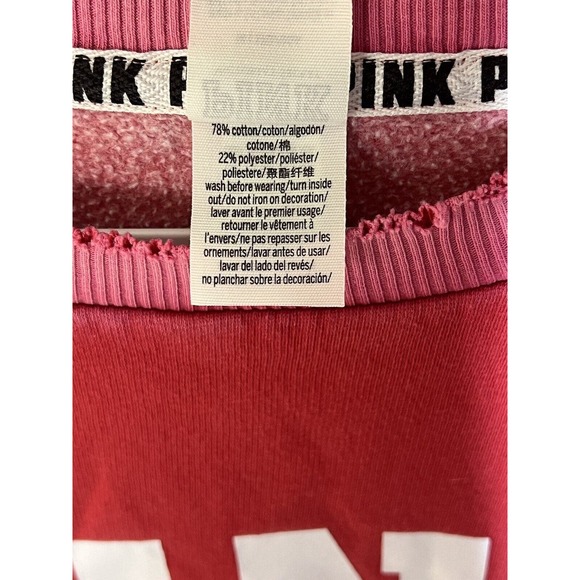 PINK PINK P
78% cotton/coton/algodón/
cotone/棉
22% polyester/poliéster/
poliestere/聚酯纤维
wash before wearing/turn inside
out/do not iron on decoration/
laver avant le premier usage/
retourner le vêtement à
l'envers/ne pas repasser sur les
ornements/lavar antes de usar/
lavar del lado del revés/
no planchar sobre la decoración/